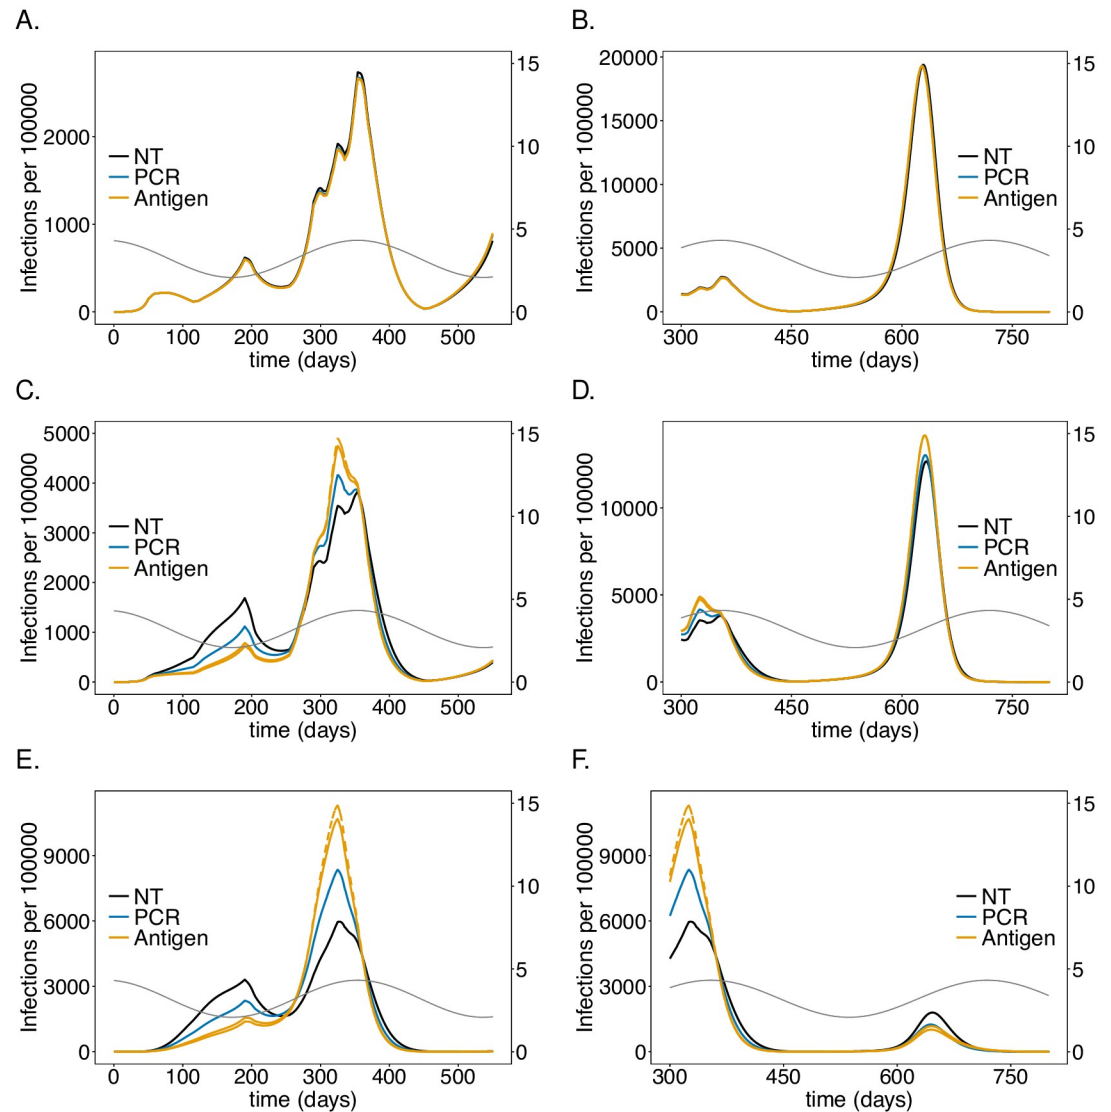 A.
Infections per 100000
2000
1000
0
15
10
5
0
NT
PCR
Antigen
0 100 200 300 400 500
time (days)
B.
Infections per 100000
20000
15000
10000
5000
0
15
10
5
0
NT
PCR
Antigen
300 450 600 750
time (days)
C.
Infections per 100000
5000
4000
3000
2000
1000
0
15
10
5
0
NT
PCR
Antigen
0 100 200 300 400 500
time (days)
D.
Infections per 100000
10000
5000
0
15
10
5
0
NT
PCR
Antigen
300 450 600 750
time (days)
E.
Infections per 100000
9000
6000
3000
0
15
10
5
0
NT
PCR
Antigen
0 100 200 300 400 500
time (days)
F.
Infections per 100000
9000
6000
3000
0
15
10
5
0
NT
PCR
Antigen
300 450 600 750
time (days)